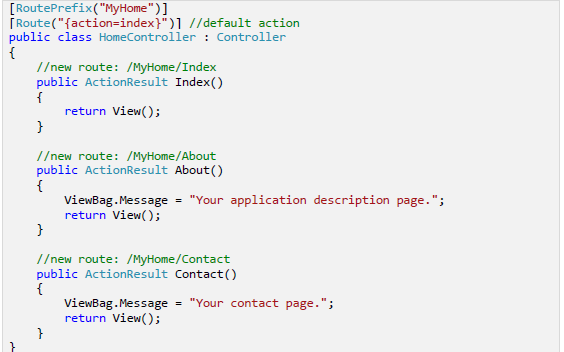 [RoutePrefix("MyHome")]
[Route("{action=index}")] //default action
public class HomeController : Controller
{
//new route: /MyHome/Index
public ActionResult Index()
{
return View();
}
//new route: /MyHome/About
public ActionResult About()
{
ViewBag.Message = "Your application description page.";
return View();
}
//new route: /MyHome/Contact
public ActionResult Contact()
{
ViewBag.Message = "Your contact page.";
return View();
}
}